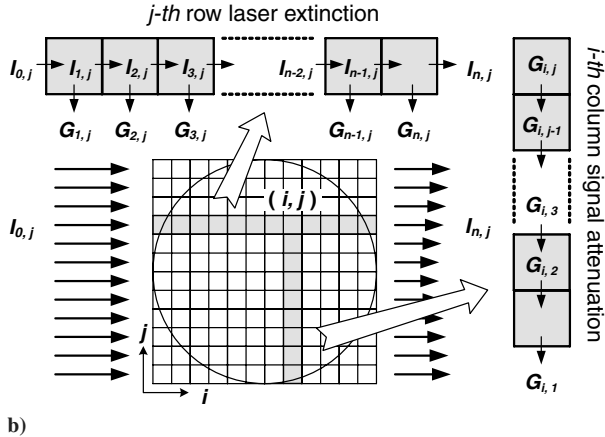 j-th row laser extinction
I0, j I1, j I2, j I3, j In-2, j In-1, j In, j
G1, j G2, j G3, j Gn-1, j Gn, j
I0, j
(i, j)
In, j
j
i
Gi, j
Gi, j-1
Gi, 3
Gi, 2
Gi, 1
i-th column signal attenuation
b)